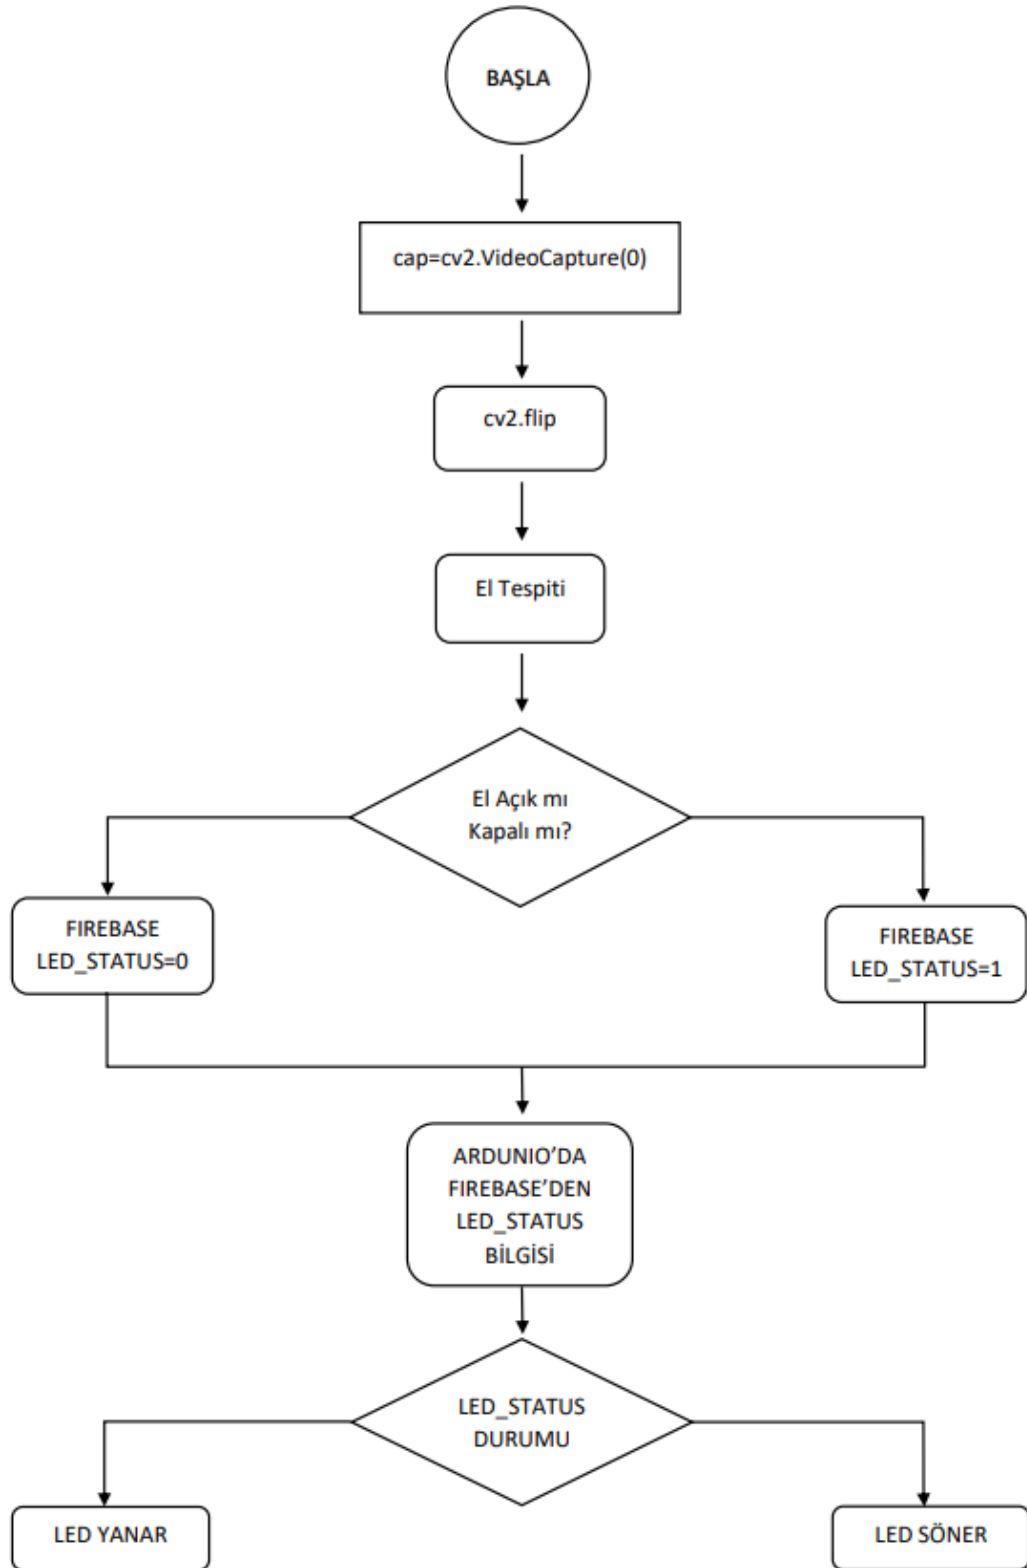 BAŞLA
cap=cv2.VideoCapture(0)
cv2.flip
El Tespiti
El Açık mı
Kapalı mı?
FIREBASE
LED_STATUS=0
FIREBASE
LED_STATUS=1
ARDUNIO’DA
FIREBASE’DEN
LED_STATUS
BİLGİSİ
LED_STATUS
DURUMU
LED YANAR
LED SÖNER